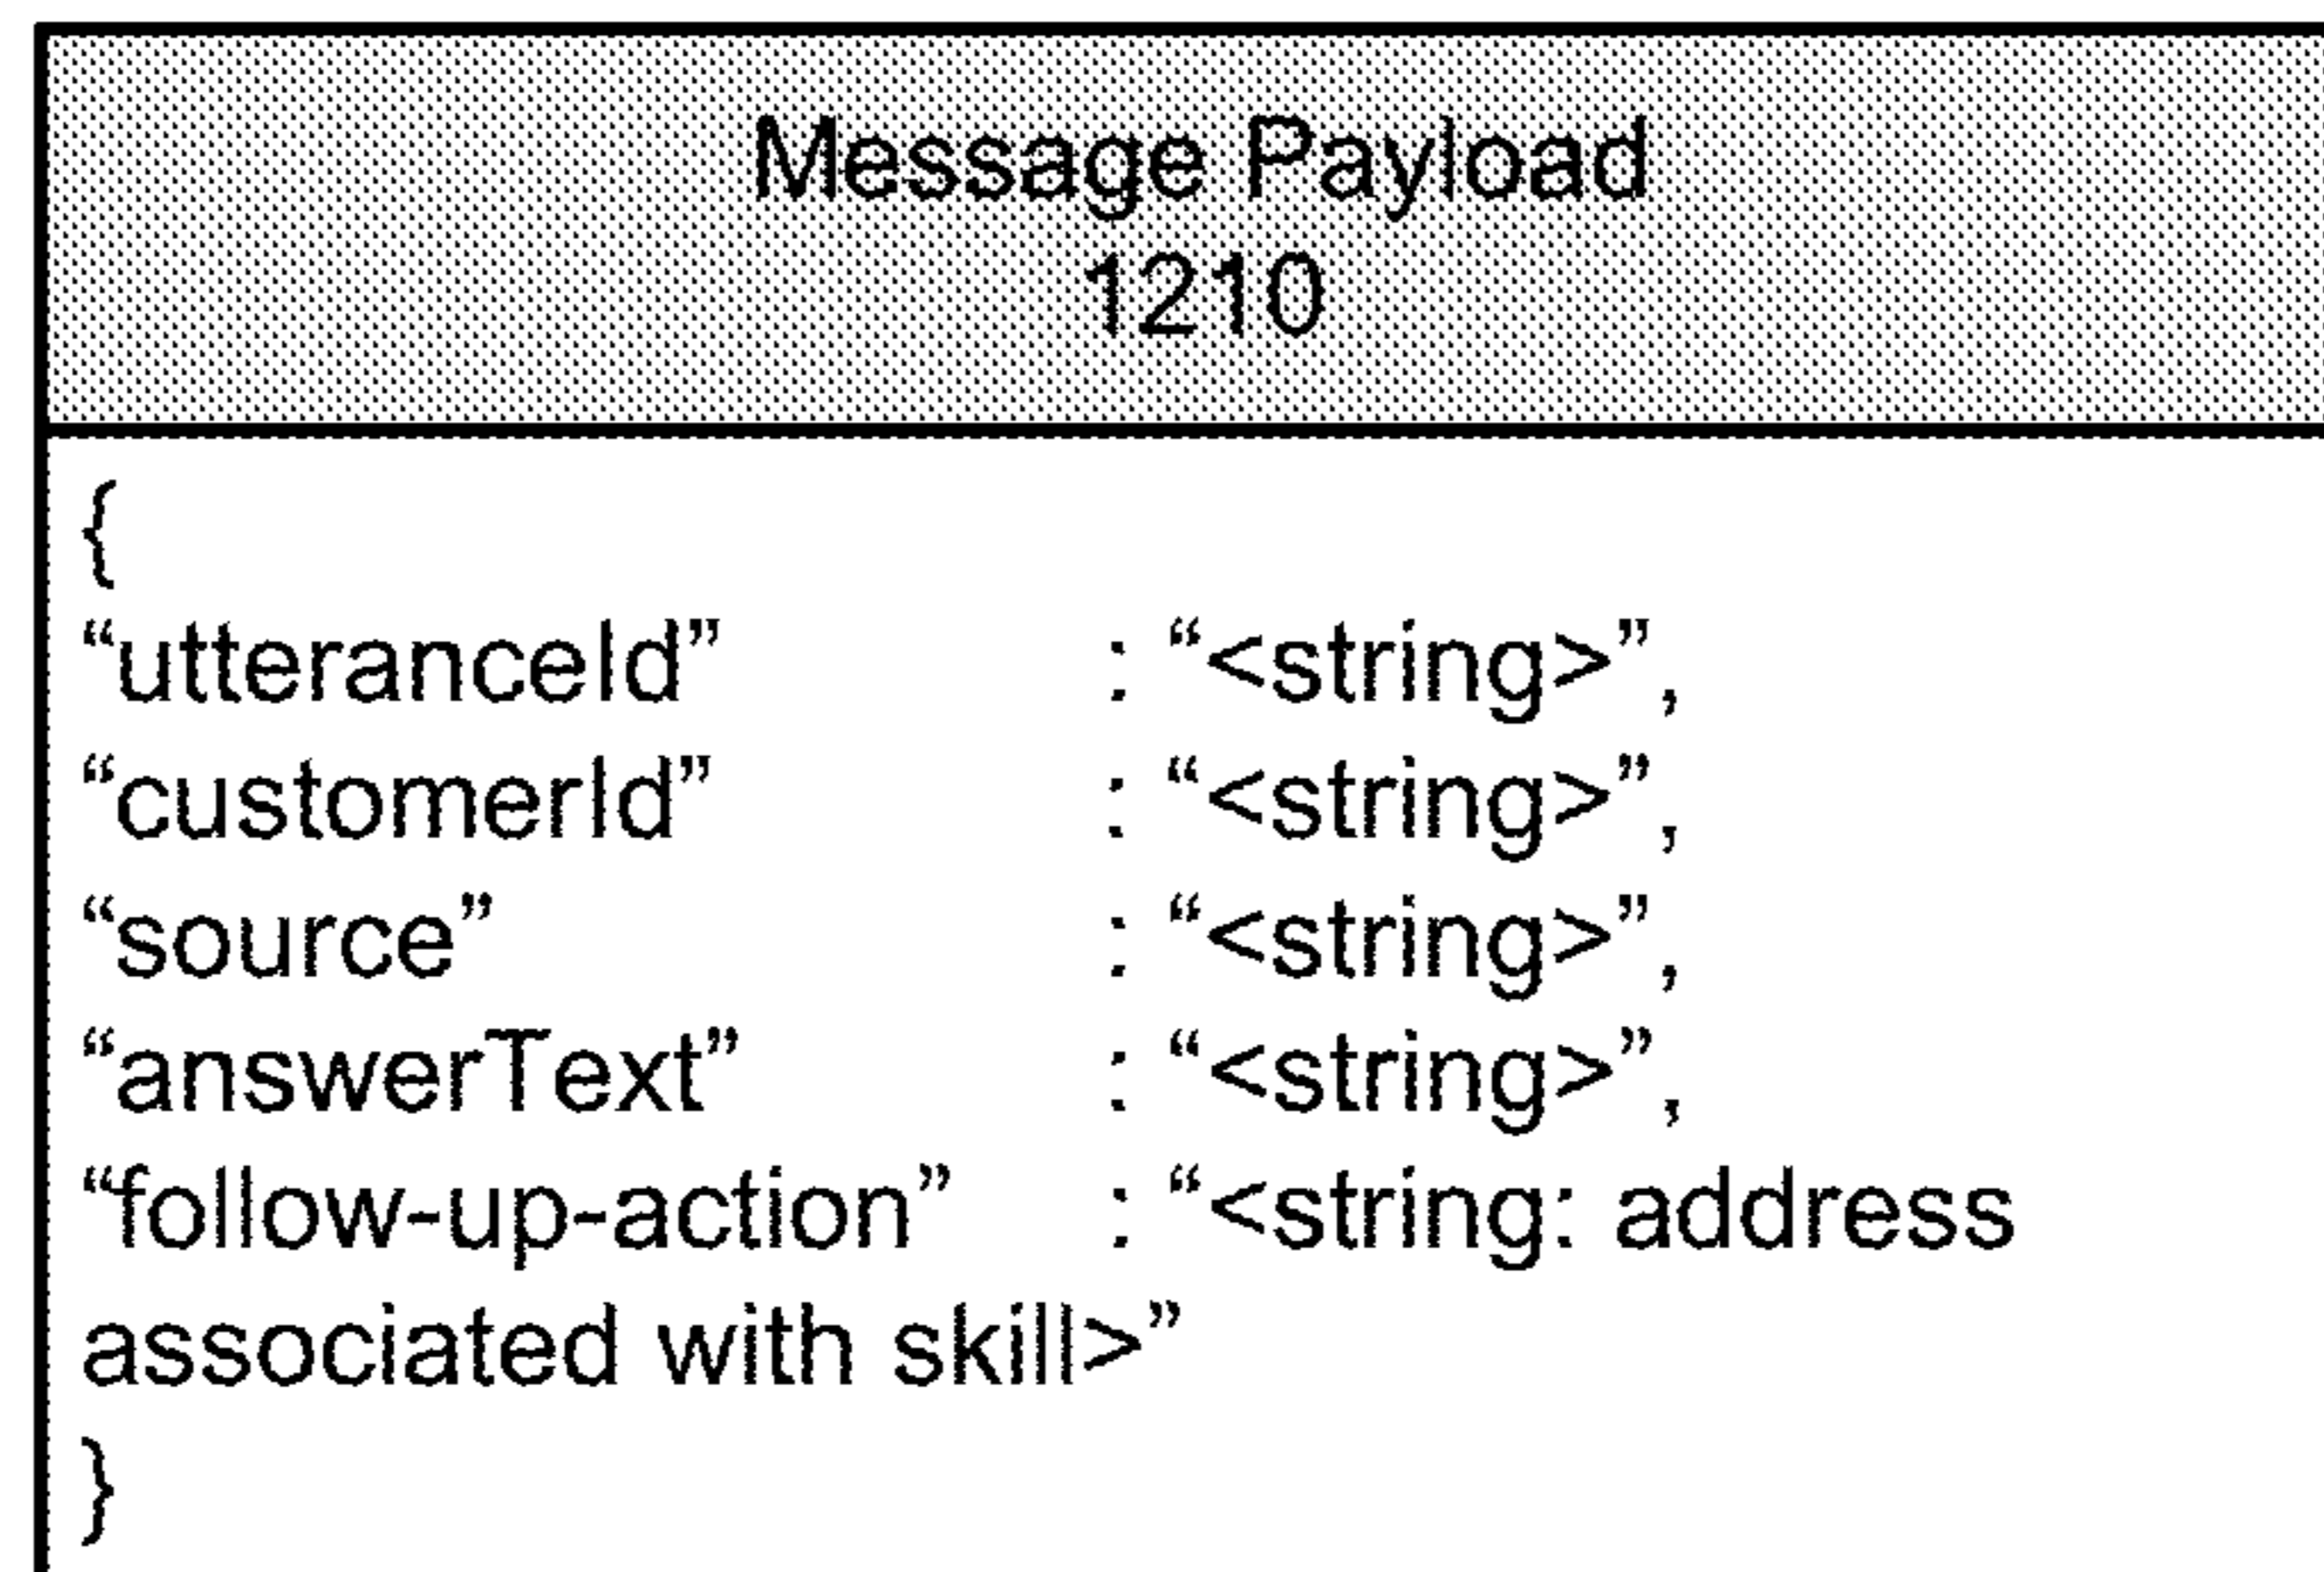 Message Payload
1210
{
“utteranceId” : “<string>”,
“customerId” : “<string>”,
“source” : “<string>”,
“answerText” : “<string>”,
“follow-up-action” : “<string: address
associated with skill>”
}